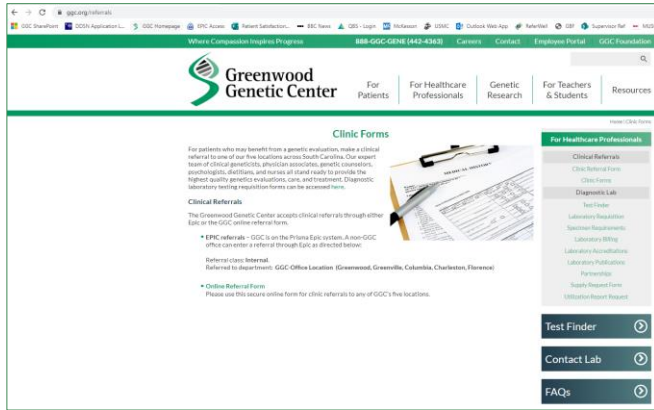 ggc.org/referrals
GGC SharePoint
GGC Homepage
EPIC Access
Patient Satisfaction...
BBC News
Outlook Web App
Supervisor Ref
Where Compassion Inspires Progress
888-GGC-GENE (442-4363) Careers Contact Employee Portal GGC Foundation
Greenwood
Genetic Center
For
Patients
For Healthcare
Professionals
Genetic
Research
For Teachers
& Students
Resources
Home: Clinic Forms
Clinic Forms
For patients who may benefit from a genetic evaluation, make a clinical
referral to one of our five locations across South Carolina. Our expert
team of clinical geneticists, physician associates, genetic counselors,
psychologists, dietitians, and nurses all stand ready to provide the
highest quality genetics evaluations, care, and treatment. Diagnostic
laboratory testing requisition forms can be accessed here.
MEDICAL HISTORY
Clinical Referrals
The Greenwood Genetic Center accepts clinical referrals through either
Epic or the GGC online referral form.
• EPIC referrals – GGC is on the Prisma Epic system. A non-GGC
office can enter a referral through Epic as directed below:
Referral class: Internal.
Referred to department: GGC-Office Location (Greenwood, Greenville, Columbia, Charleston, Florence)
• Online Referral Form
Please use this secure online form for clinic referrals to any of GGC's five locations.
For Healthcare Professionals
Clinical Referrals
Clinic Referral Form
Clinic Forms
Diagnostic Lab
Test Finder
Laboratory Requisition
Specimen Requirements
Laboratory Billing
Laboratory Accreditations
Laboratory Publications
Partnerships
Supply Request Form
Utilization Report Request
Test Finder
Contact Lab
FAQs